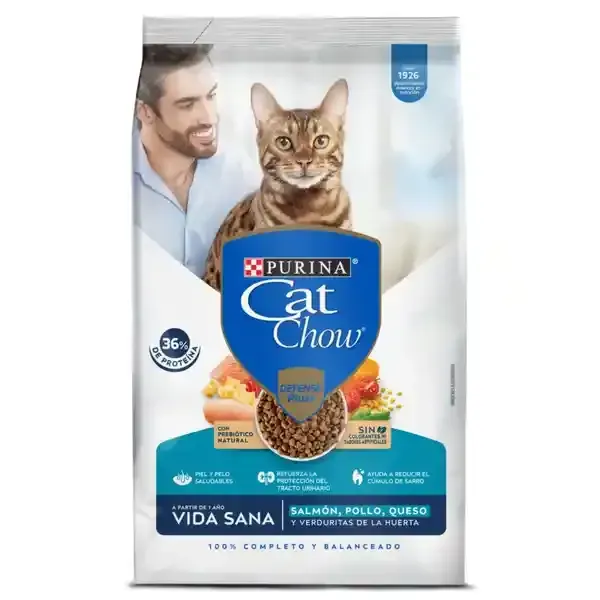 1926
PURINA®
Cat
Chow®
36%
DE PROTEÍNA
DEFENSE
Plus
CON
PREBIÓTICO
NATURAL
SIN
COLORANTES NI
SABORES ARTIFICIALES
PIEL Y PELO
SALUDABLES
REFUERZA LA
PROTECCIÓN DEL
TRACTO URINARIO
AYUDA A REDUCIR EL
CÚMULO DE SARRO
A PARTIR DE 1 AÑO
VIDA SANA
SALMÓN, POLLO, QUESO
Y VERDURITAS DE LA HUERTA
100% COMPLETO Y BALANCEADO